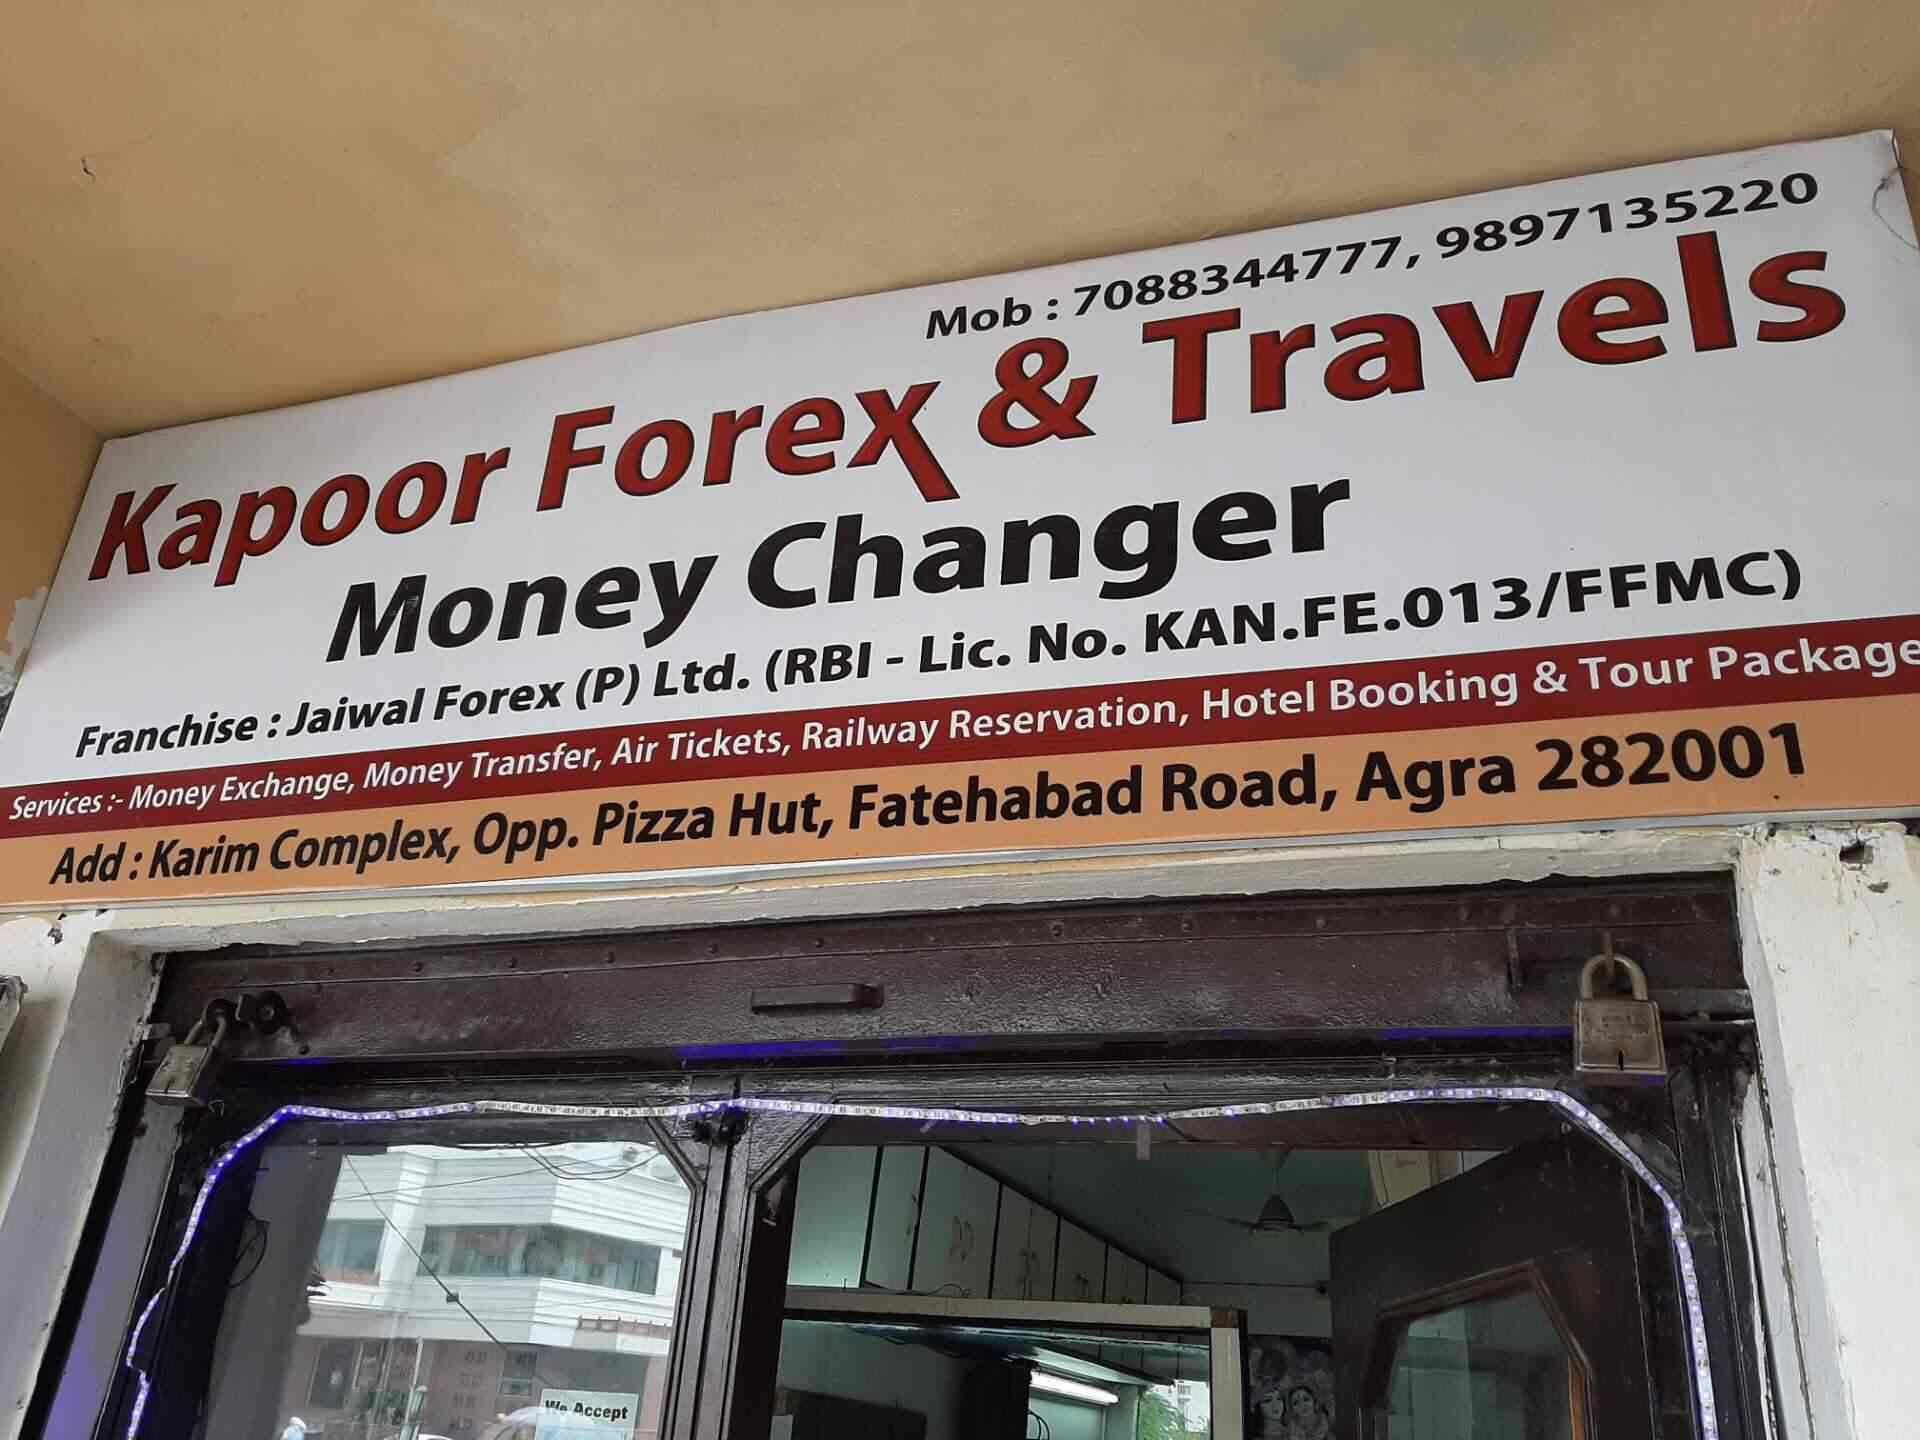 Mob : 7088344777, 9897135220
Kapoor Forex & Travels
Money Changer
Franchise : Jaiwal Forex (P) Ltd. (RBI - Lic. No. KAN.FE.013/FFMC)
Services :- Money Exchange, Money Transfer, Air Tickets, Railway Reservation, Hotel Booking & Tour Package
Add : Karim Complex, Opp. Pizza Hut, Fatehabad Road, Agra 282001
We Accept